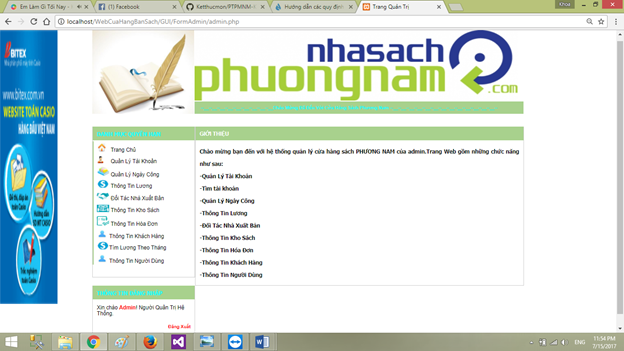 Em Làm Gì Tối Nay -
(1) Facebook
Ketthucmon/PTPMNM-
Hướng dẫn các quy định
Trang Quản Trị
localhost/WebCuaHangBanSach/GUI/FormAdmin/admin.php
BITEX
www.bitex.com.vn
WEBSITE TOÁN CASIO
HÀNG ĐẦU VIỆT NAM
nhasach
phuongnam
.com
GIỚI THIỆU
Trang Chủ
Quản Lý Tài Khoản
Quản Lý Ngày Công
Thông Tin Lương
Đối Tác Nhà Xuất Bản
Thông Tin Kho Sách
Thông Tin Hóa Đơn
Thông Tin Khách Hàng
Tìm Lương Theo Tháng
Thông Tin Người Dùng
Chào mừng bạn đến với hệ thống quản lý cửa hàng sách PHƯƠNG NAM của admin.Trang Web gồm những chức năng
như sau:
-Quản Lý Tài Khoản
-Tìm tài khoản
-Quản Lý Ngày Công
-Thông Tin Lương
-Đối Tác Nhà Xuất Bản
-Thông Tin Kho Sách
-Thông Tin Hóa Đơn
-Thông Tin Khách Hàng
-Thông Tin Người Dùng
Xin chào Admin! Người Quản Trị Hệ
Thống.
Đăng Xuất
ENG
11:54 PM
7/15/2017